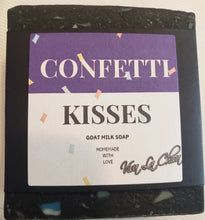 CONFETTI
KISSES
GOAT MILK SOAP
HOMEMADE
WITH
LOVE